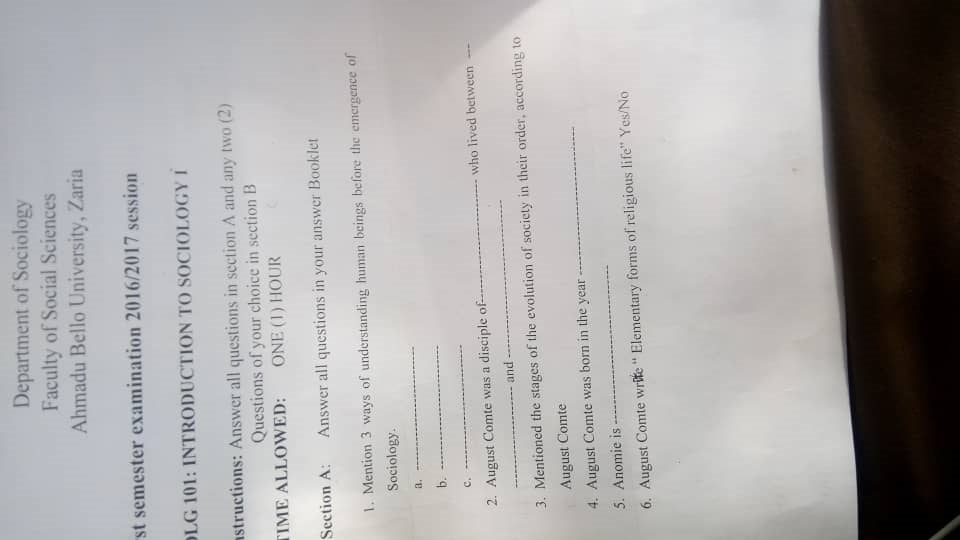 Department of Sociology
Faculty of Social Sciences
Ahmadu Bello University, Zaria
st semester examination 2016/2017 session
LG 101: INTRODUCTION TO SOCIOLOGY I
structions: Answer all questions in section A and any two (2)
Questions of your choice in section B
TIME ALLOWED: ONE (1) HOUR
Section A: Answer all questions in your answer Booklet
1. Mention 3 ways of understanding human beings before the emergence of
Sociology.
a. --------------------
b. --------------------
c. --------------------
2. August Comte was a disciple of-------------------- who lived between ---
-------------------- and --------------------
3. Mentioned the stages of the evolution of society in their order, according to
August Comte
4. August Comte was born in the year --------------------
5. Anomie is --------------------
6. August Comte write “ Elementary forms of religious life” Yes/No